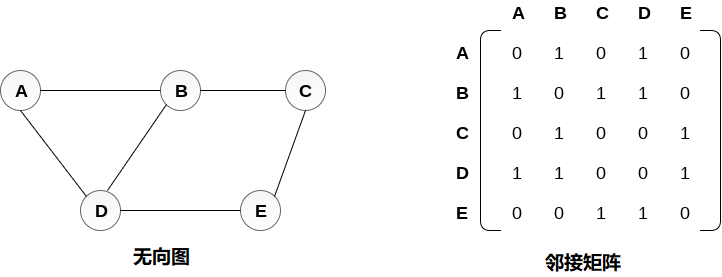 A B C
D E
无向图
A B C D E
A 0 1 0 1 0
B 1 0 1 1 0
C 0 1 0 0 1
D 1 1 0 0 1
E 0 0 1 1 0
邻接矩阵